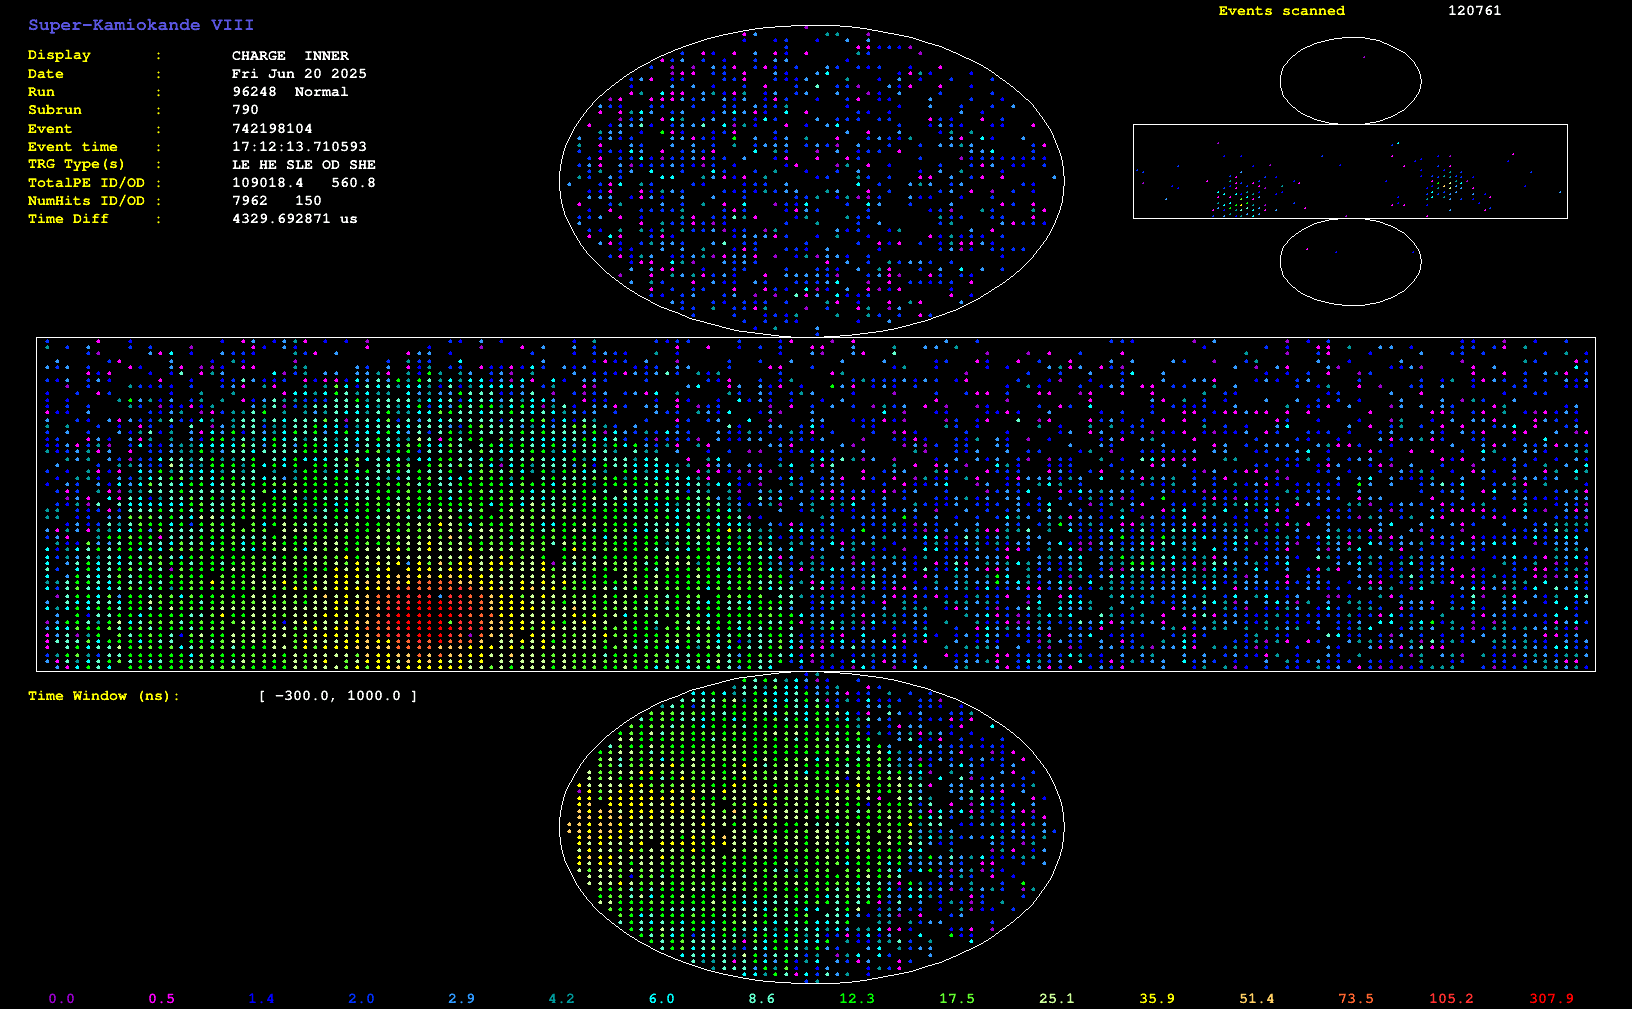 Super-Kamiokande VIII
Events scanned 120761
Display : CHARGE INNER
Date : Fri Jun 20 2025
Run : 96248 Normal
Subrun : 790
Event : 742198104
Event time : 17:12:13.710593
TRG Type(s) : LE HE SLE OD SHE
TotalPE ID/OD : 109018.4 560.8
NumHits ID/OD : 7962 150
Time Diff : 4329.692871 us
Time Window (ns): [ -300.0, 1000.0 ]
0.0 0.5 1.4 2.0 2.9 4.2 6.0 8.6 12.3 17.5 25.1 35.9 51.4 73.5 105.2 307.9